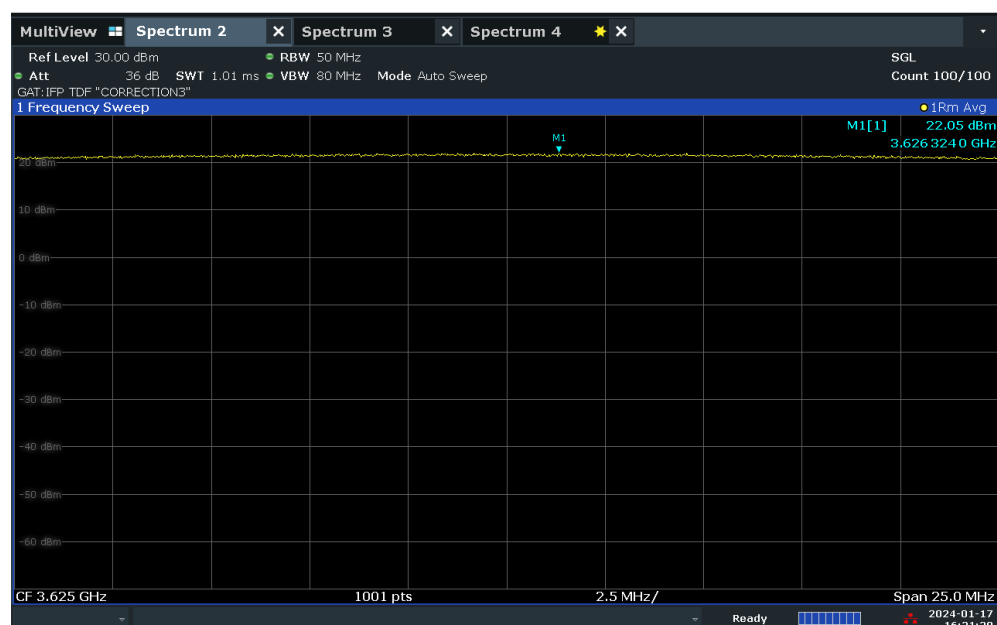 MultiView Spectrum 2 X Spectrum 3 X Spectrum 4 X
Ref Level 30.00 dBm RBW 50 MHz SGL
Att 36 dB SWT 1.01 ms VBW 80 MHz Mode Auto Sweep Count 100/100
GAT:IFP TDF "CORRECTION3"
1 Frequency Sweep 1Rm Avg
M1[1] 22.05 dBm
3.626 3240 GHz
M1
20 dBm
10 dBm
0 dBm
-10 dBm
-20 dBm
-30 dBm
-40 dBm
-50 dBm
-60 dBm
CF 3.625 GHz 1001 pts 2.5 MHz/ Span 25.0 MHz
Ready 2024-01-17